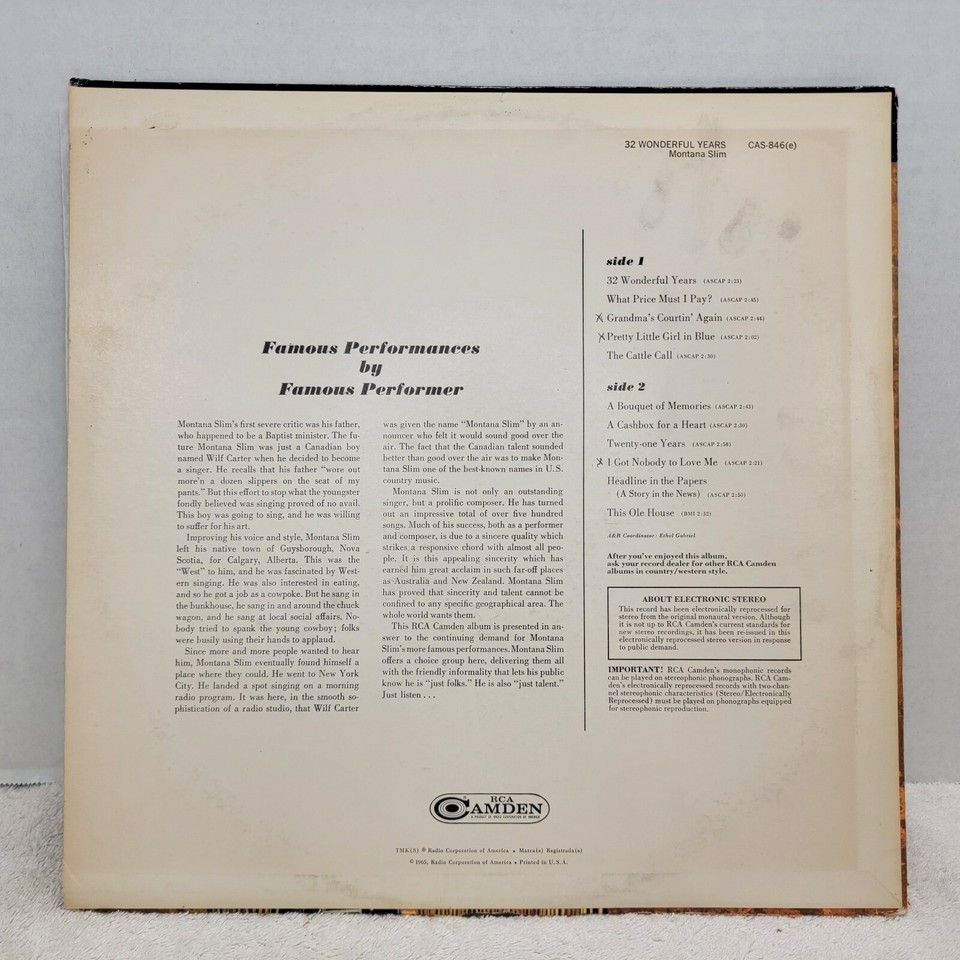 32 WONDERFUL YEARS CAS-846(e)
Montana Slim
Famous Performances
by
Famous Performer
Montana Slim's first severe critic was his father,
who happened to be a Baptist minister. The fu-
ture Montana Slim was just a Canadian boy
named Wilf Carter when he decided to become
a singer. He recalls that his father "wore out
more'n a dozen slippers on the seat of my
pants." But this effort to stop what the youngster
fondly believed was singing proved of no avail.
This boy was going to sing, and he was willing
to suffer for his art.
Improving his voice and style, Montana Slim
left his native town of Guysborough, Nova
Scotia, for Calgary, Alberta. This was the
"West" to him, and he was fascinated by West-
ern singing. He was also interested in eating,
and so he got a job as a cowpoke. But he sang in
the bunkhouse, he sang in and around the chuck
wagon, and he sang at local social affairs. No-
body tried to spank the young cowboy; folks
were busily using their hands to applaud.
Since more and more people wanted to hear
him, Montana Slim eventually found himself a
place where they could. He went to New York
City. He landed a spot singing on a morning
radio program. It was here, in the smooth so-
phistication of a radio studio, that Wilf Carter
was given the name "Montana Slim" by an an-
nouncer who felt it would sound good over the
air. The fact that the Canadian talent sounded
better than good over the air was to make Mon-
tana Slim one of the best-known names in U.S.
country music.
Montana Slim is not only an outstanding
singer, but a prolific composer. He has turned
out an impressive total of over five hundred
songs. Much of his success, both as a performer
and composer, is due to a sincere quality which
strikes a responsive chord with almost all peo-
ple. It is this appealing sincerity which has
earned him great acclaim in such far-off places
as Australia and New Zealand. Montana Slim
has proved that sincerity and talent cannot be
confined to any specific geographical area. The
whole world wants them.
This RCA Camden album is presented in an-
swer to the continuing demand for Montana
Slim's more famous performances. Montana Slim
offers a choice group here, delivering them all
with the friendly informality that lets his public
know he is "just folks." He is also "just talent."
Just listen . . .
side 1
32 Wonderful Years (ASCAP 2:21)
What Price Must I Pay? (ASCAP 2:45)
X Grandma's Courtin' Again (ASCAP 2:44)
X Pretty Little Girl in Blue (ASCAP 2:02)
The Cattle Call (ASCAP 2:30)
side 2
A Bouquet of Memories (ASCAP 2:43)
A Cashbox for a Heart (ASCAP 2:30)
Twenty-one Years (ASCAP 2:58)
X I Got Nobody to Love Me (ASCAP 2:21)
Headline in the Papers
(A Story in the News) (ASCAP 2:50)
This Ole House (BMI 2:32)
A&R Coordinator: Ethel Gabriel
After you've enjoyed this album,
ask your record dealer for other RCA Camden
albums in country/western style.
ABOUT ELECTRONIC STEREO
This record has been electronically reprocessed for
stereo from the original monaural version. Although
it is not up to RCA Camden's current standards for
new stereo recordings, it has been re-issued in this
electronically reprocessed stereo version in response
to public demand.
IMPORTANT! RCA Camden's monophonic records
can be played on stereophonic phonographs. RCA Cam-
den's electronically reprocessed records with two-chan-
nel stereophonic characteristics (Stereo/Electronically
Reprocessed) must be played on phonographs equipped
for stereophonic reproduction.
RCA
CAMDEN
A PRODUCT OF RADIO CORPORATION OF AMERICA
TMK(S) ® Radio Corporation of America • Marca(s) Registrada(s)
© 1965, Radio Corporation of America • Printed in U.S.A.